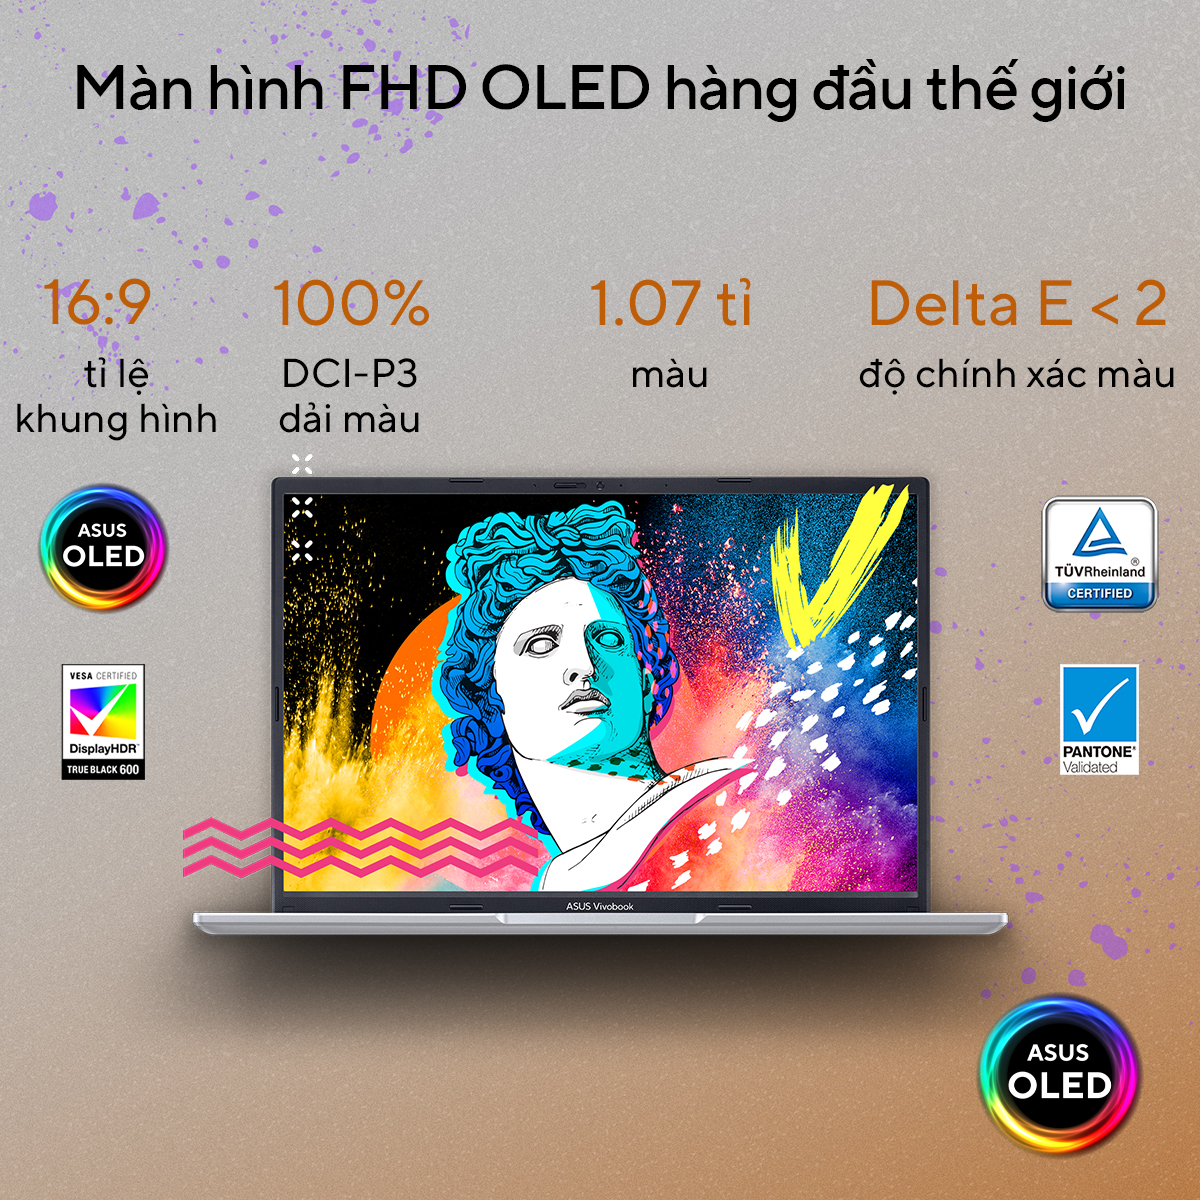 Màn hình FHD OLED hàng đầu thế giới
16:9
tỉ lệ
khung hình
100%
DCI-P3
dải màu
1.07 tỉ
màu
Delta E < 2
độ chính xác màu
ASUS
OLED
VESA CERTIFIED
DisplayHDR™
TRUE BLACK 600
TÜVRheinland®
CERTIFIED
PANTONE®
Validated
ASUS Vivobook
ASUS
OLED